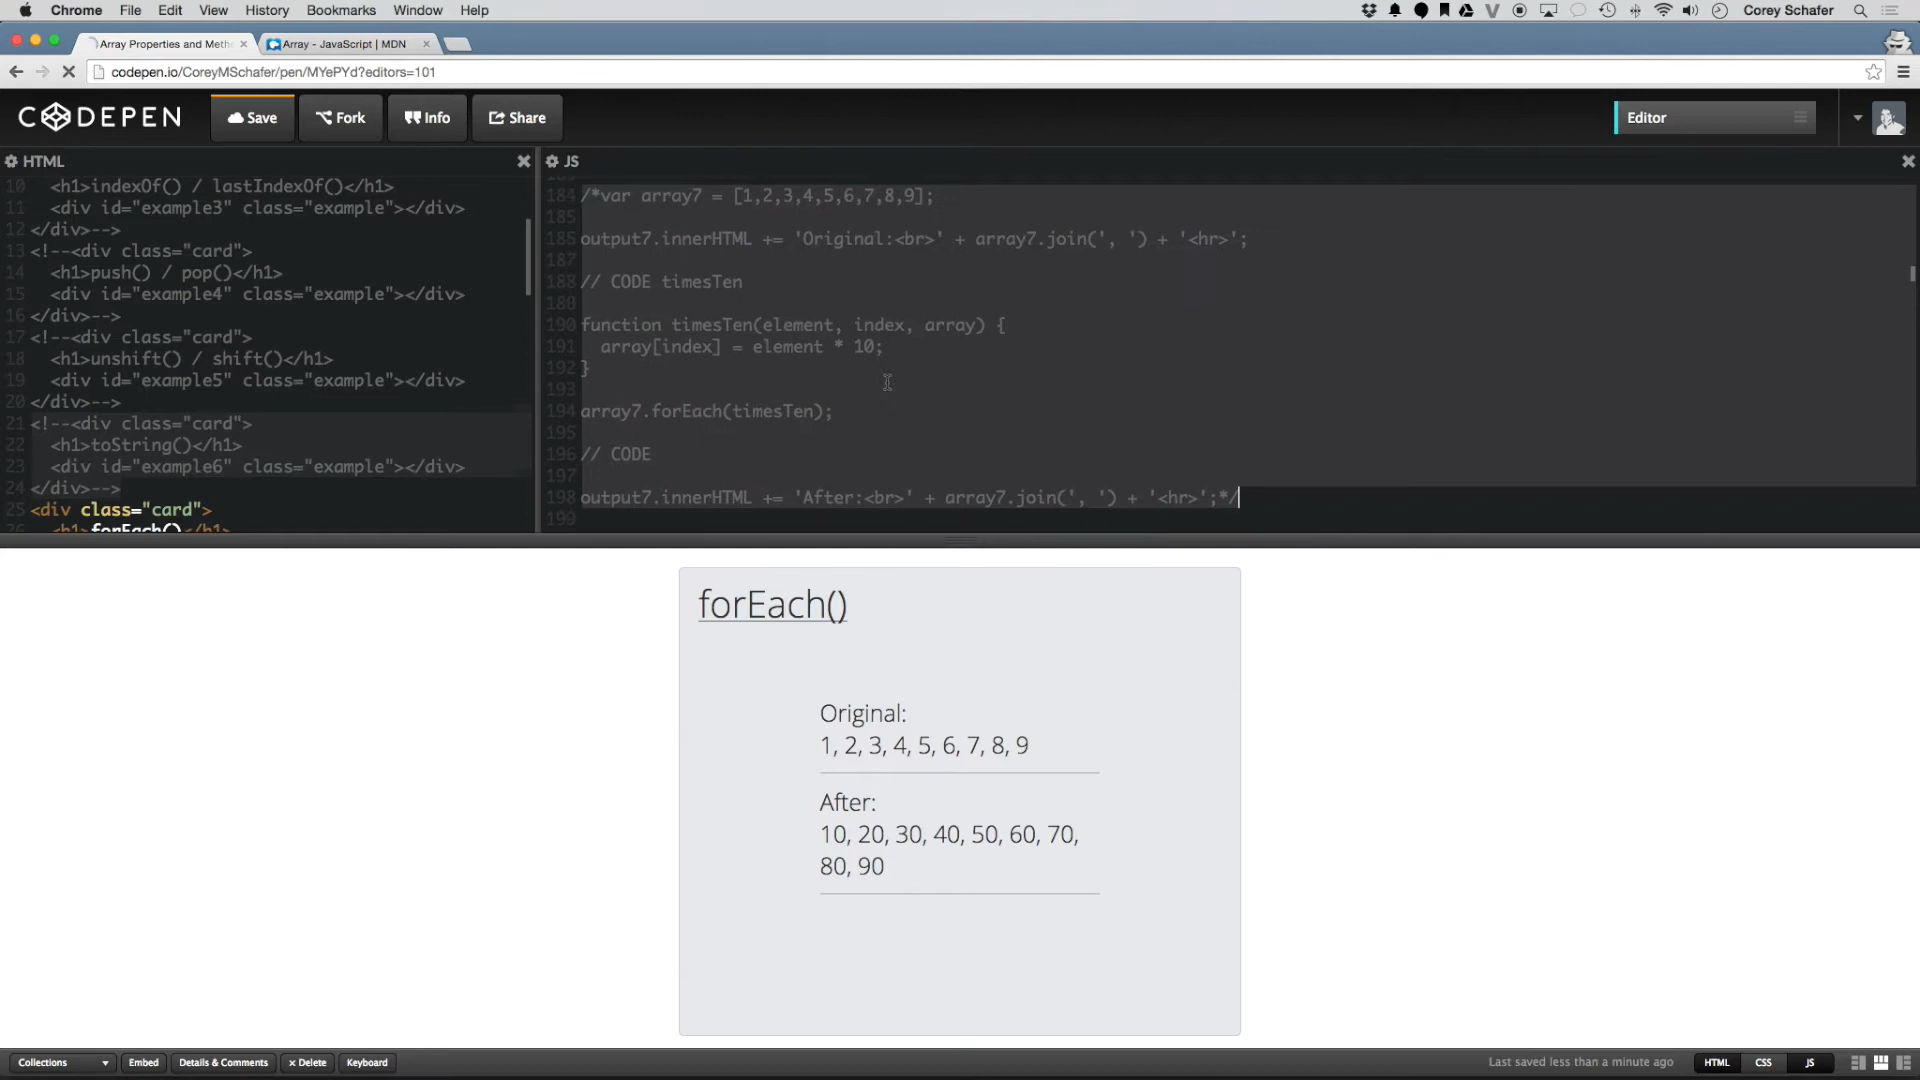 Chrome File Edit View History Bookmarks Window Help Corey Schafer
Array Properties and Meth Array - JavaScript | MDN
codepen.io/CoreyMSchafer/pen/MYePYd?editors=101
CODEPEN Save Fork Info Share Editor
HTML
10 <h1>indexOf() / lastIndexOf()</h1>
11 <div id="example3" class="example"></div>
12 </div>-->
13 <!--<div class="card">
14 <h1>push() / pop()</h1>
15 <div id="example4" class="example"></div>
16 </div>-->
17 <!--<div class="card">
18 <h1>unshift() / shift()</h1>
19 <div id="example5" class="example"></div>
20 </div>-->
21 <!--<div class="card">
22 <h1>toString()</h1>
23 <div id="example6" class="example"></div>
24 </div>-->
25 <div class="card">
26 <h1>forEach()</h1>
JS
184 /*var array7 = [1,2,3,4,5,6,7,8,9];
185
186 output7.innerHTML += 'Original:<br>' + array7.join(', ') + '<hr>';
187
188 // CODE timesTen
189
190 function timesTen(element, index, array) {
191 array[index] = element * 10;
192 }
193
194 array7.forEach(timesTen);
195
196 // CODE
197
198 output7.innerHTML += 'After:<br>' + array7.join(', ') + '<hr>';*/
199
forEach()
Original:
1, 2, 3, 4, 5, 6, 7, 8, 9
After:
10, 20, 30, 40, 50, 60, 70,
80, 90
Collections Embed Details & Comments × Delete Keyboard Last saved less than a minute ago HTML CSS JS